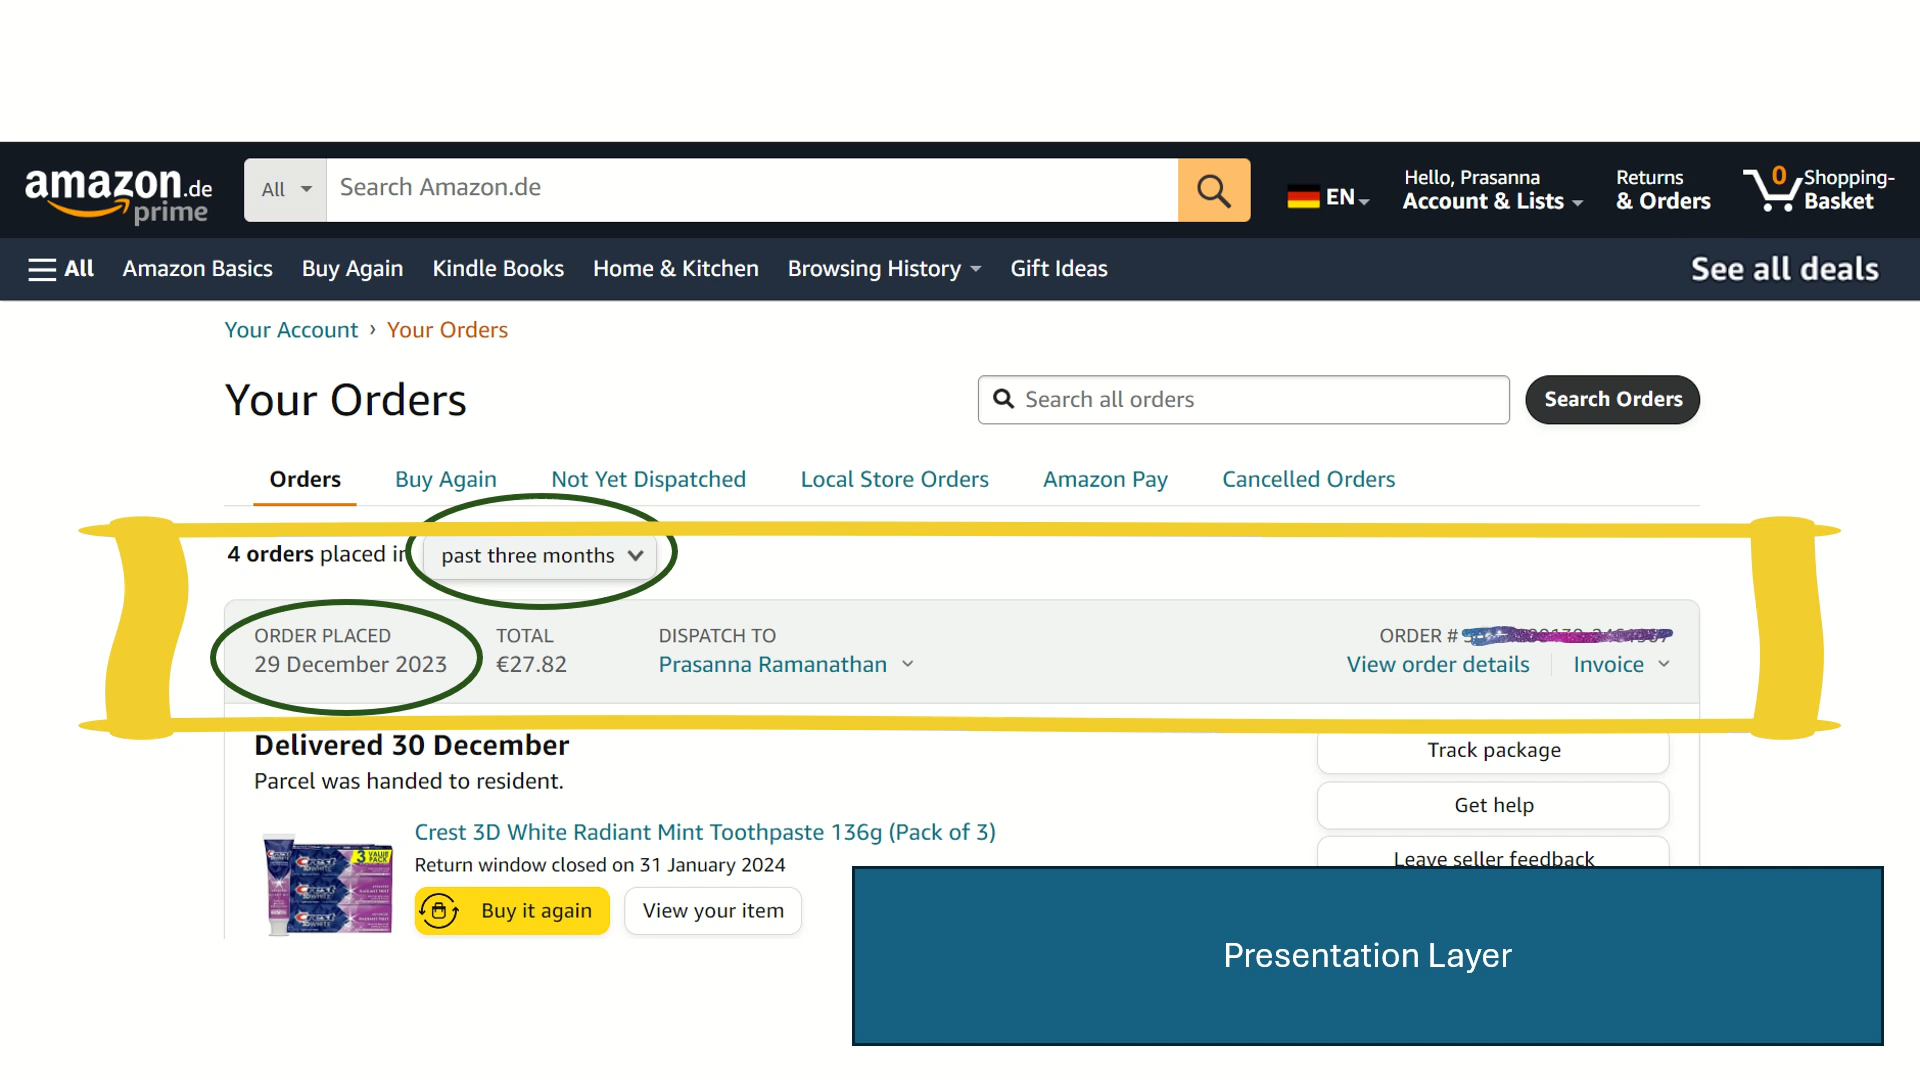 amazon.de
prime
All
Search Amazon.de
EN
Hello, Prasanna
Account & Lists
Returns
& Orders
0
Shopping-
Basket
All
Amazon Basics
Buy Again
Kindle Books
Home & Kitchen
Browsing History
Gift Ideas
See all deals
Your Account › Your Orders
Your Orders
Search all orders
Search Orders
Orders
Buy Again
Not Yet Dispatched
Local Store Orders
Amazon Pay
Cancelled Orders
4 orders placed in
past three months
ORDER PLACED
29 December 2023
TOTAL
€27.82
DISPATCH TO
Prasanna Ramanathan
ORDER #
View order details
Invoice
Delivered 30 December
Parcel was handed to resident.
Track package
Get help
Leave seller feedback
Crest 3D White Radiant Mint Toothpaste 136g (Pack of 3)
Return window closed on 31 January 2024
Buy it again
View your item
3 VALUE
PACK
Presentation Layer